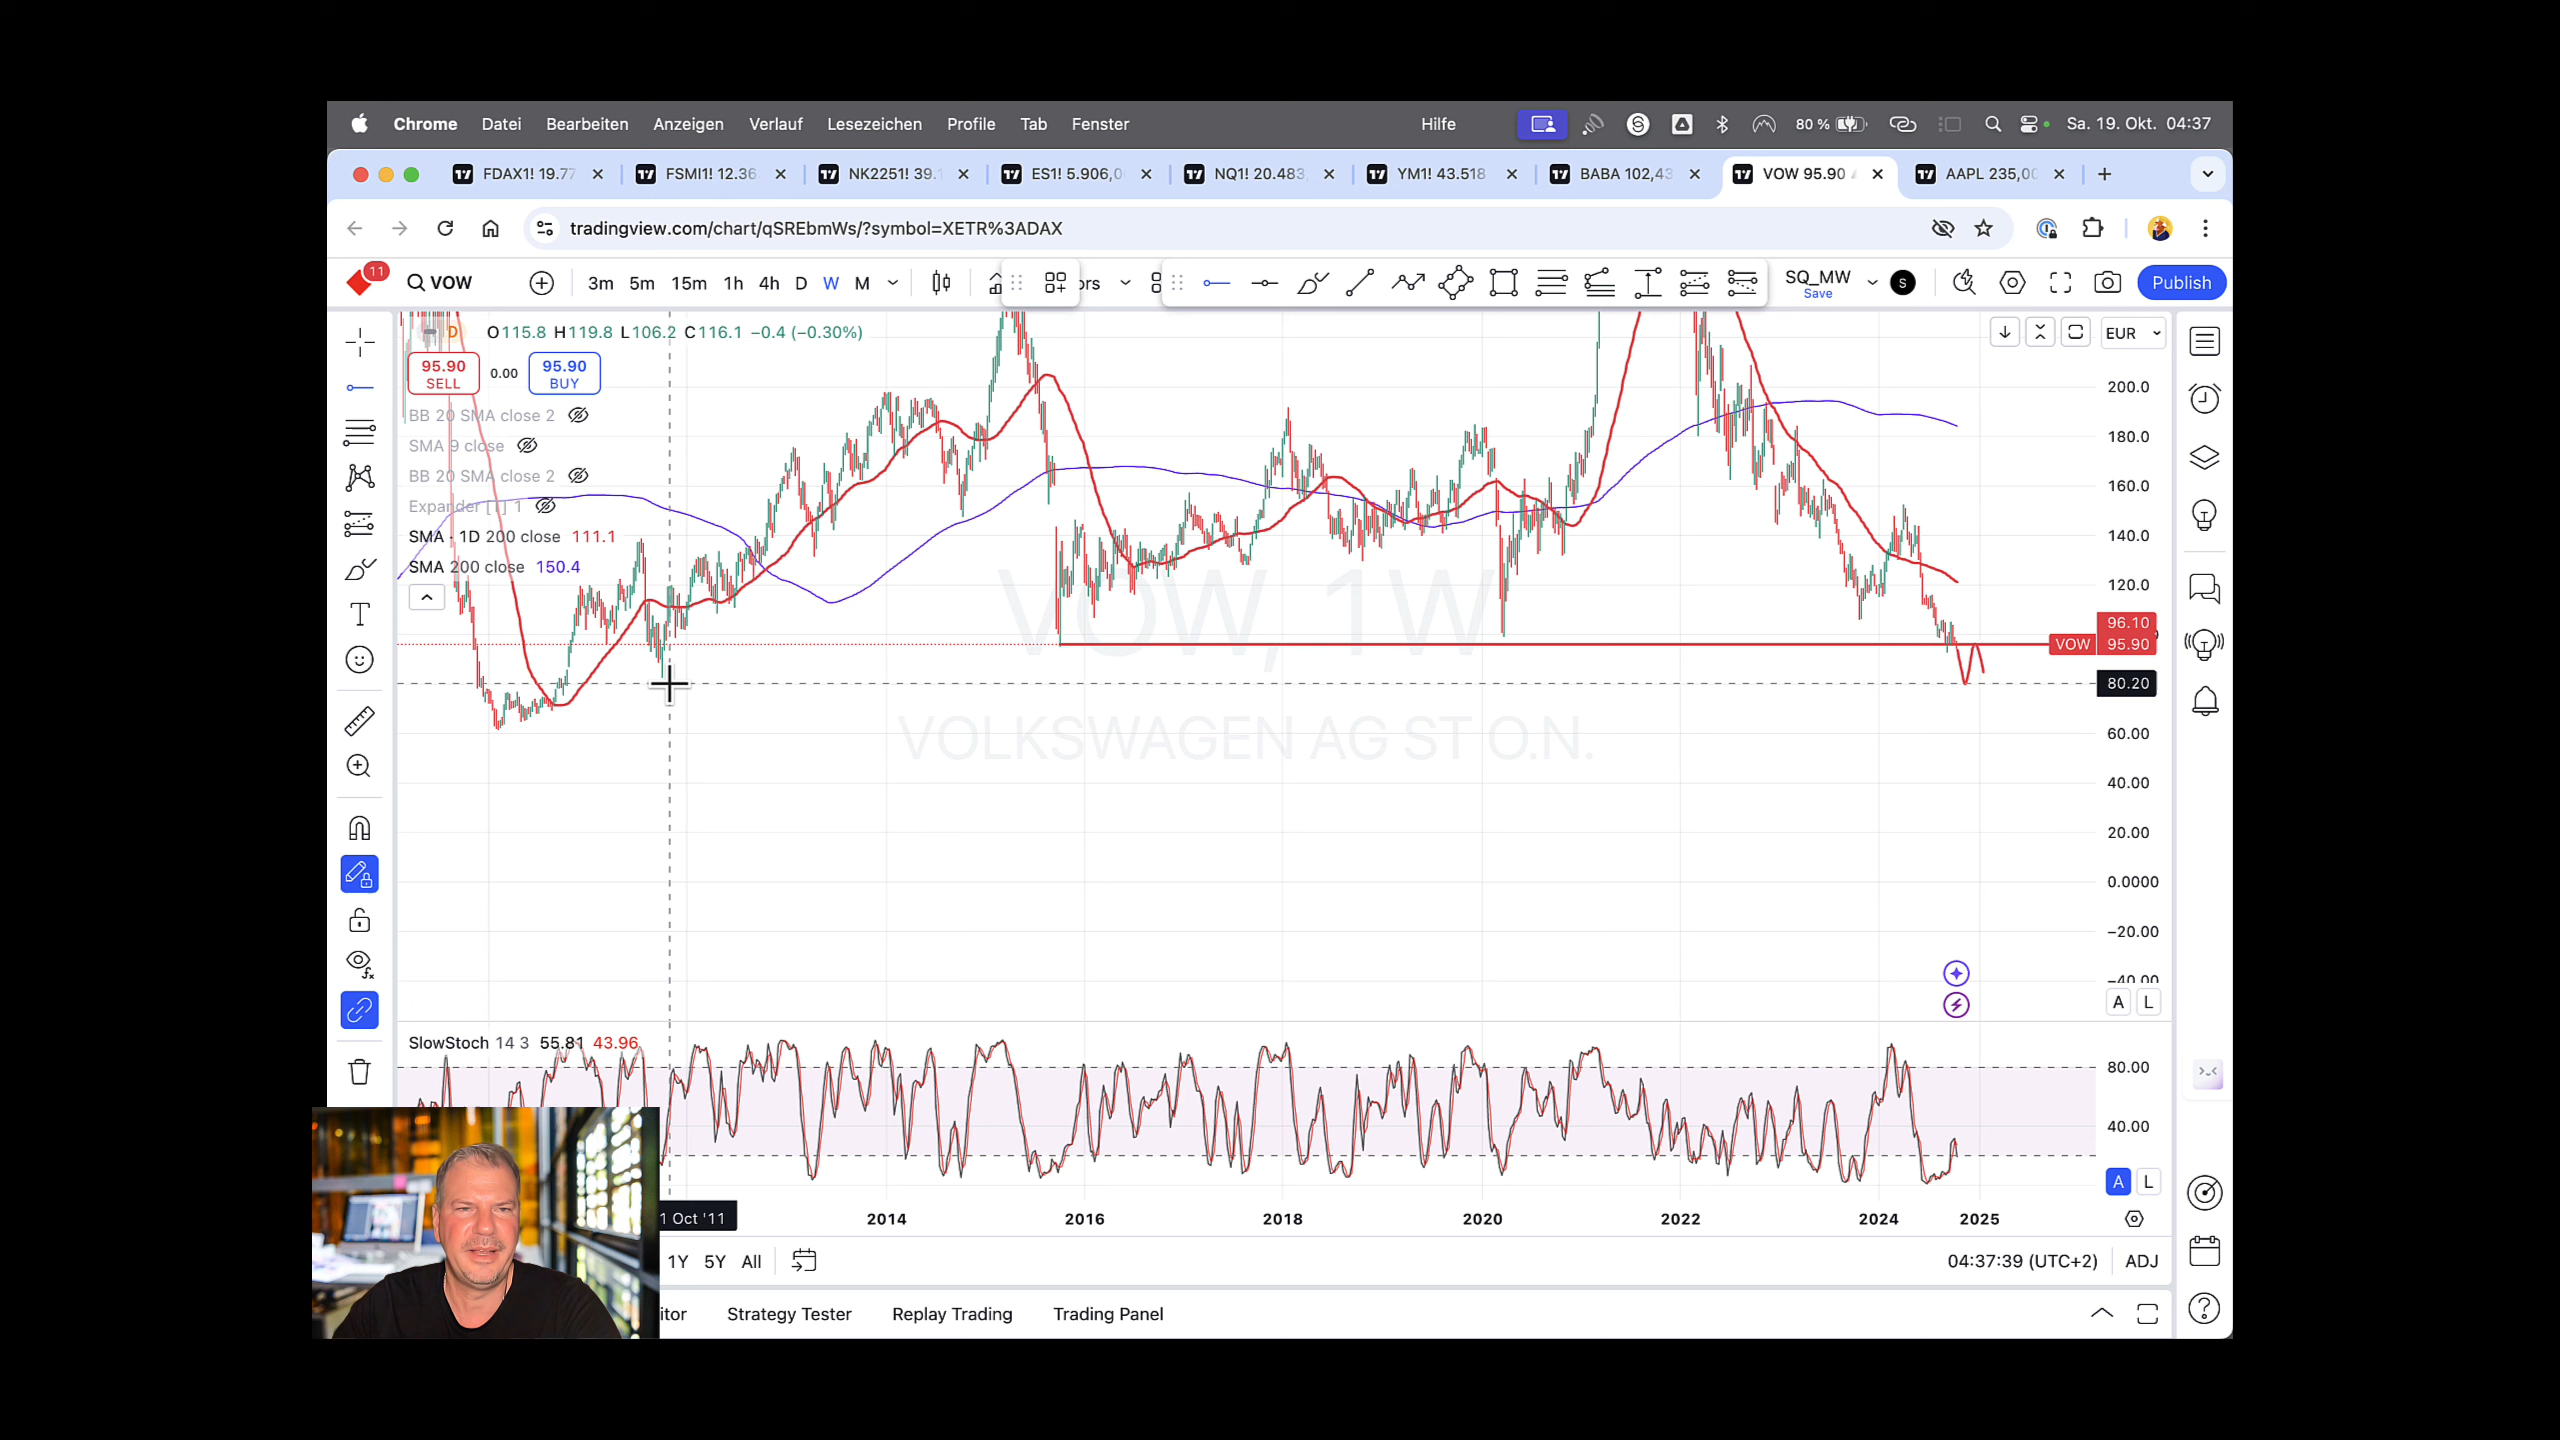 Chrome Datei Bearbeiten Anzeigen Verlauf Lesezeichen Profile Tab Fenster Hilfe 80 % Sa. 19. Okt. 04:37
FDAX1! 19.77 FSMI1! 12.36 NK2251! 39.1 ES1! 5.906,0 NQ1! 20.483, YM1! 43.518 BABA 102,43 VOW 95.90 AAPL 235,00
tradingview.com/chart/qSREbmWs/?symbol=XETR%3ADAX
11 VOW 3m 5m 15m 1h 4h D W M ors SQ_MW Save S Publish
D O115.8 H119.8 L106.2 C116.1 −0.4 (−0.30%) EUR
95.90 SELL 0.00 95.90 BUY
BB 20 SMA close 2
SMA 9 close
BB 20 SMA close 2
Expander [T] 1
SMA · 1D 200 close 111.1
SMA 200 close 150.4
VOW, 1W
VOLKSWAGEN AG ST O.N.
200.0
180.0
160.0
140.0
120.0
96.10
VOW 95.90
80.20
60.00
40.00
20.00
0.0000
−20.00
−40.00
A L
SlowStoch 14 3 55.81 43.96
80.00
40.00
A L
1 Oct '11 2014 2016 2018 2020 2022 2024 2025
1Y 5Y All 04:37:39 (UTC+2) ADJ
itor Strategy Tester Replay Trading Trading Panel